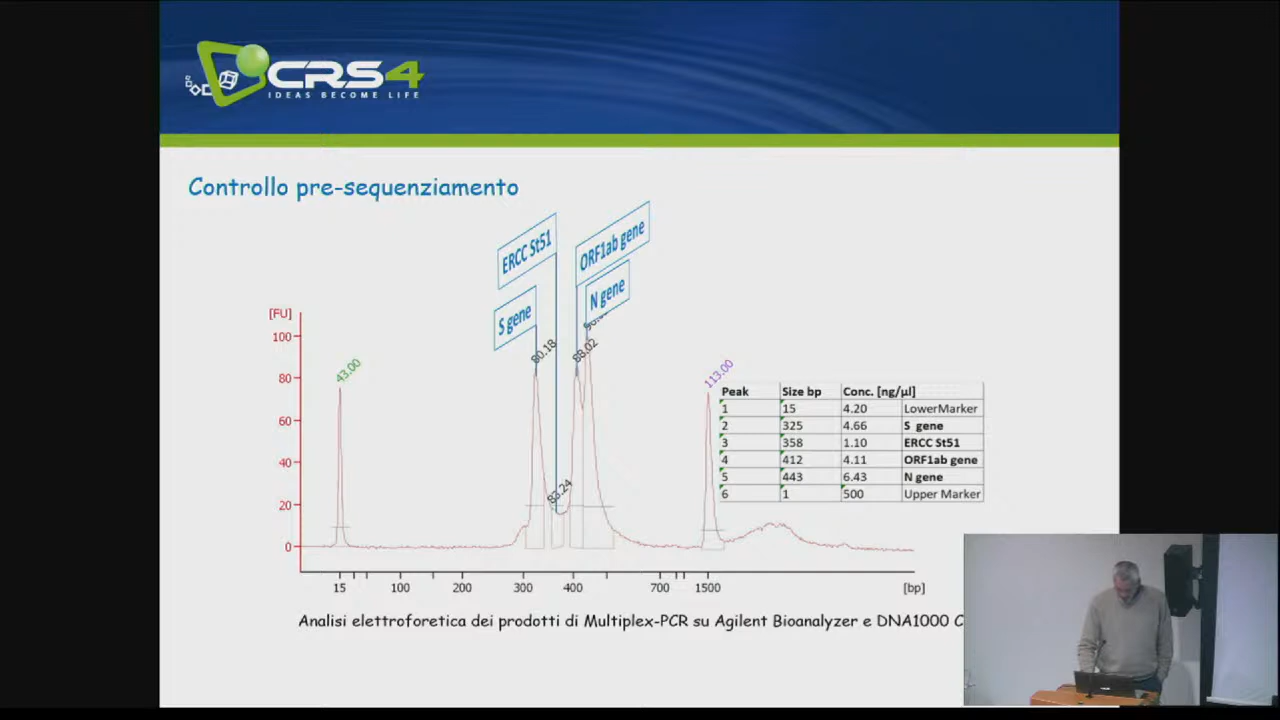 CRS4
IDEAS BECOME LIFE
Controllo pre-sequenziamento
ERCC St51
ORF1ab gene
S gene
N gene
[FU]
100
80
60
40
20
0
43.00
80.18
83.24
88.02
113.00
15
100
200
300
400
700
1500
[bp]
Peak Size bp Conc. [ng/µl]
1 15 4.20 LowerMarker
2 325 4.66 S gene
3 358 1.10 ERCC St51
4 412 4.11 ORF1ab gene
5 443 6.43 N gene
6 1 500 Upper Marker
Analisi elettroforetica dei prodotti di Multiplex-PCR su Agilent Bioanalyzer e DNA1000 C